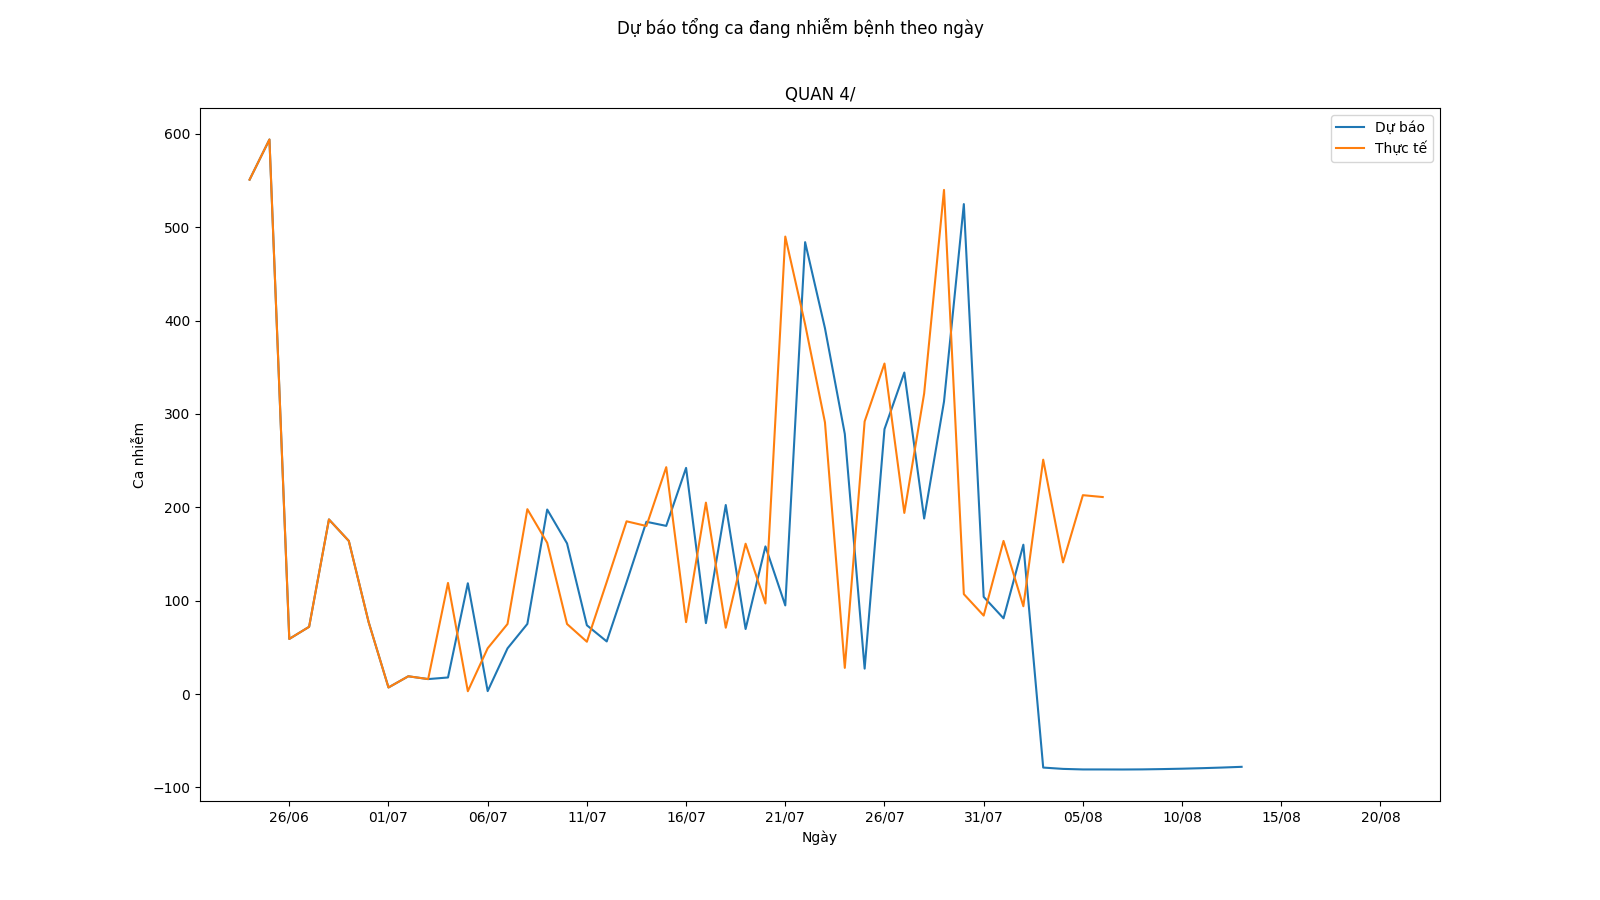 Dự báo tổng ca đang nhiễm bệnh theo ngày
QUAN 4/
Dự báo
Thực tế
600
500
400
300
200
100
0
−100
Ca nhiễm
26/06 01/07 06/07 11/07 16/07 21/07 26/07 31/07 05/08 10/08 15/08 20/08
Ngày